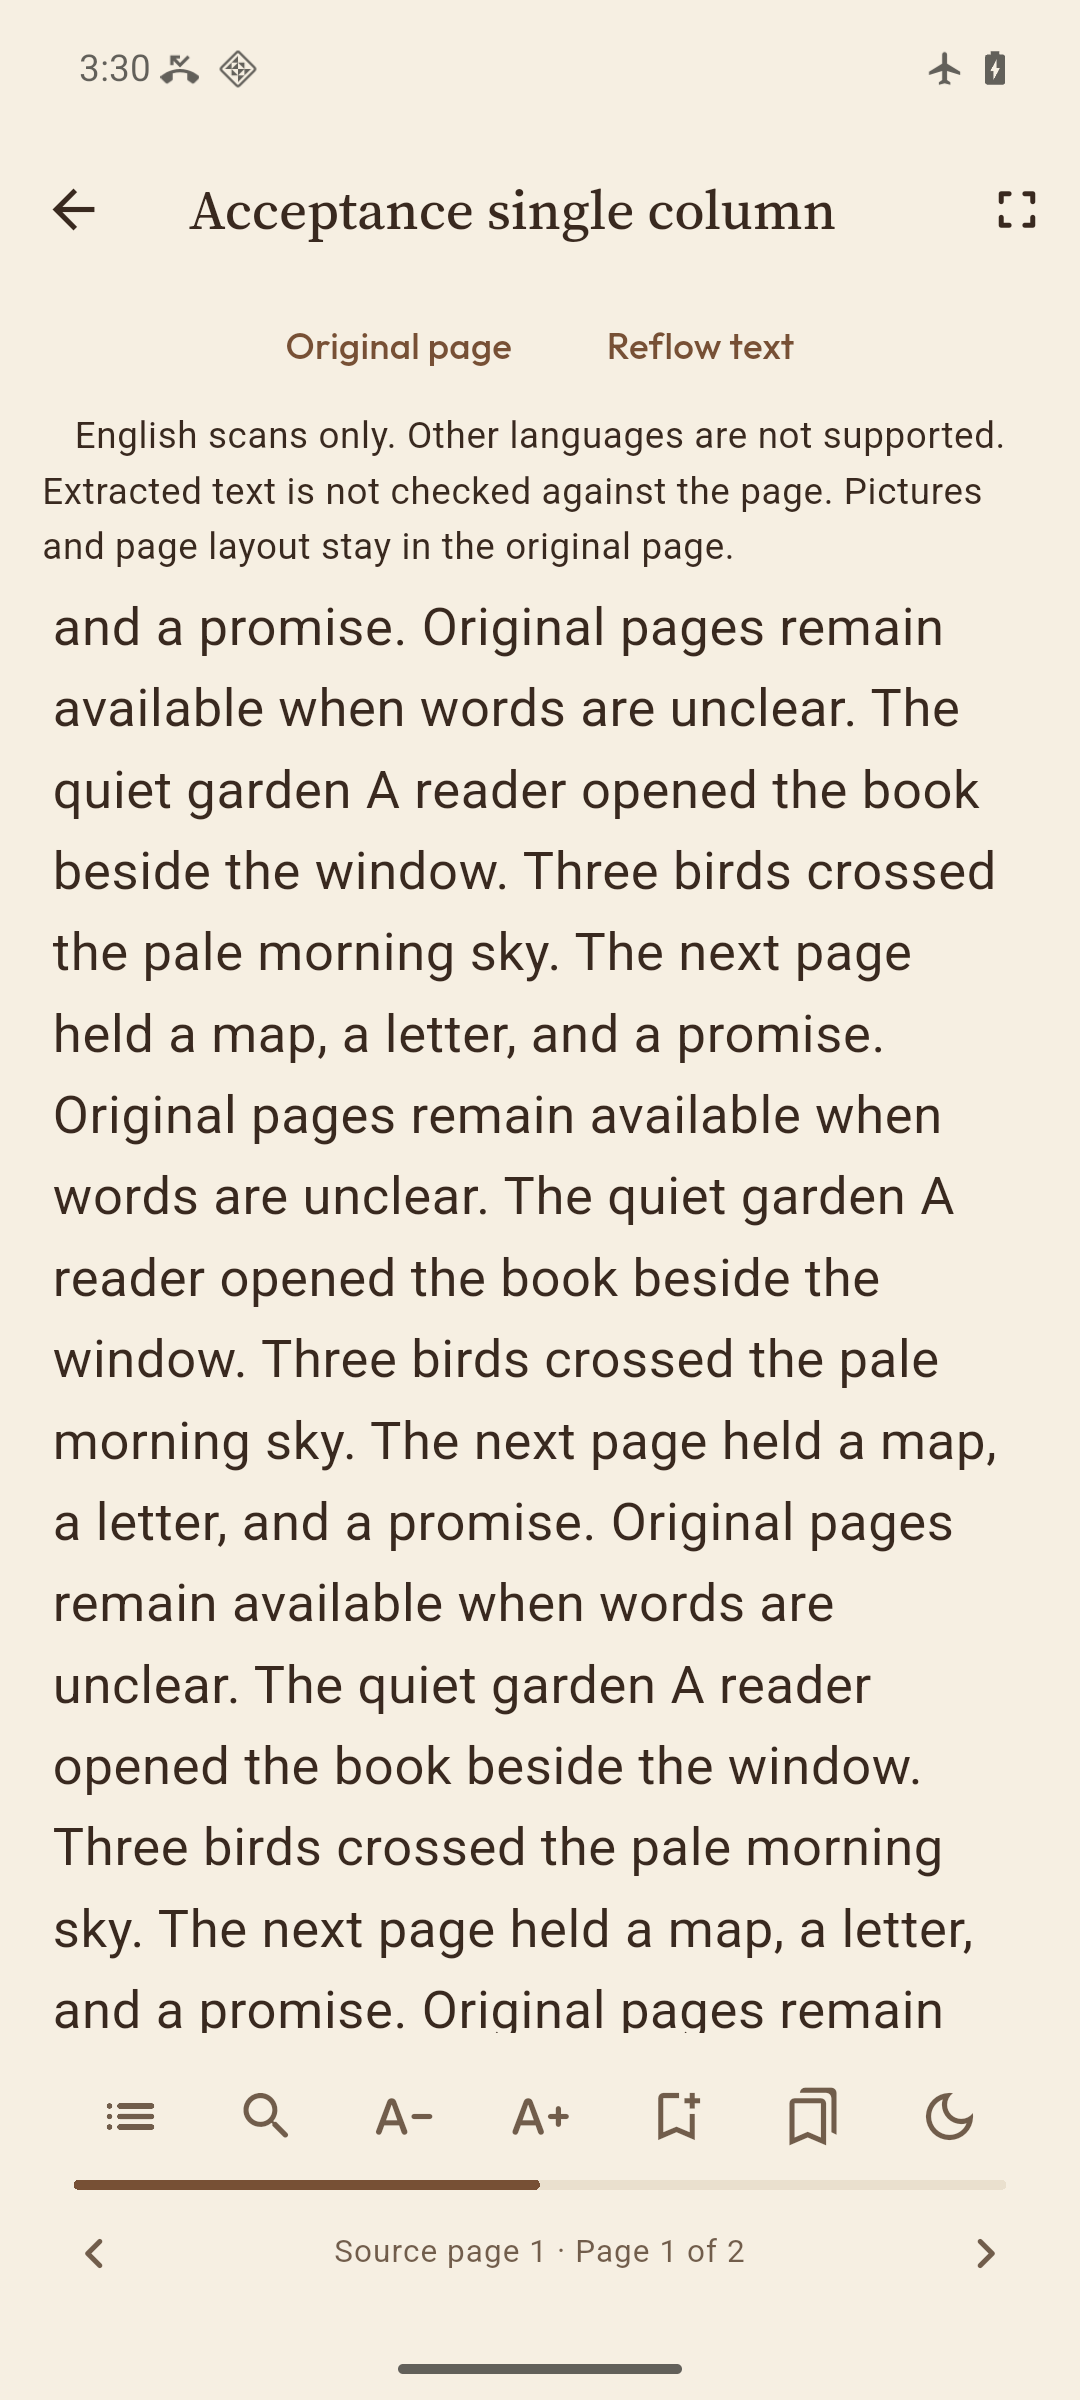 3:30
Acceptance single column
Original page Reflow text
English scans only. Other languages are not supported.
Extracted text is not checked against the page. Pictures
and page layout stay in the original page.
and a promise. Original pages remain
available when words are unclear. The
quiet garden A reader opened the book
beside the window. Three birds crossed
the pale morning sky. The next page
held a map, a letter, and a promise.
Original pages remain available when
words are unclear. The quiet garden A
reader opened the book beside the
window. Three birds crossed the pale
morning sky. The next page held a map,
a letter, and a promise. Original pages
remain available when words are
unclear. The quiet garden A reader
opened the book beside the window.
Three birds crossed the pale morning
sky. The next page held a map, a letter,
and a promise. Original pages remain
A− A+
Source page 1 · Page 1 of 2